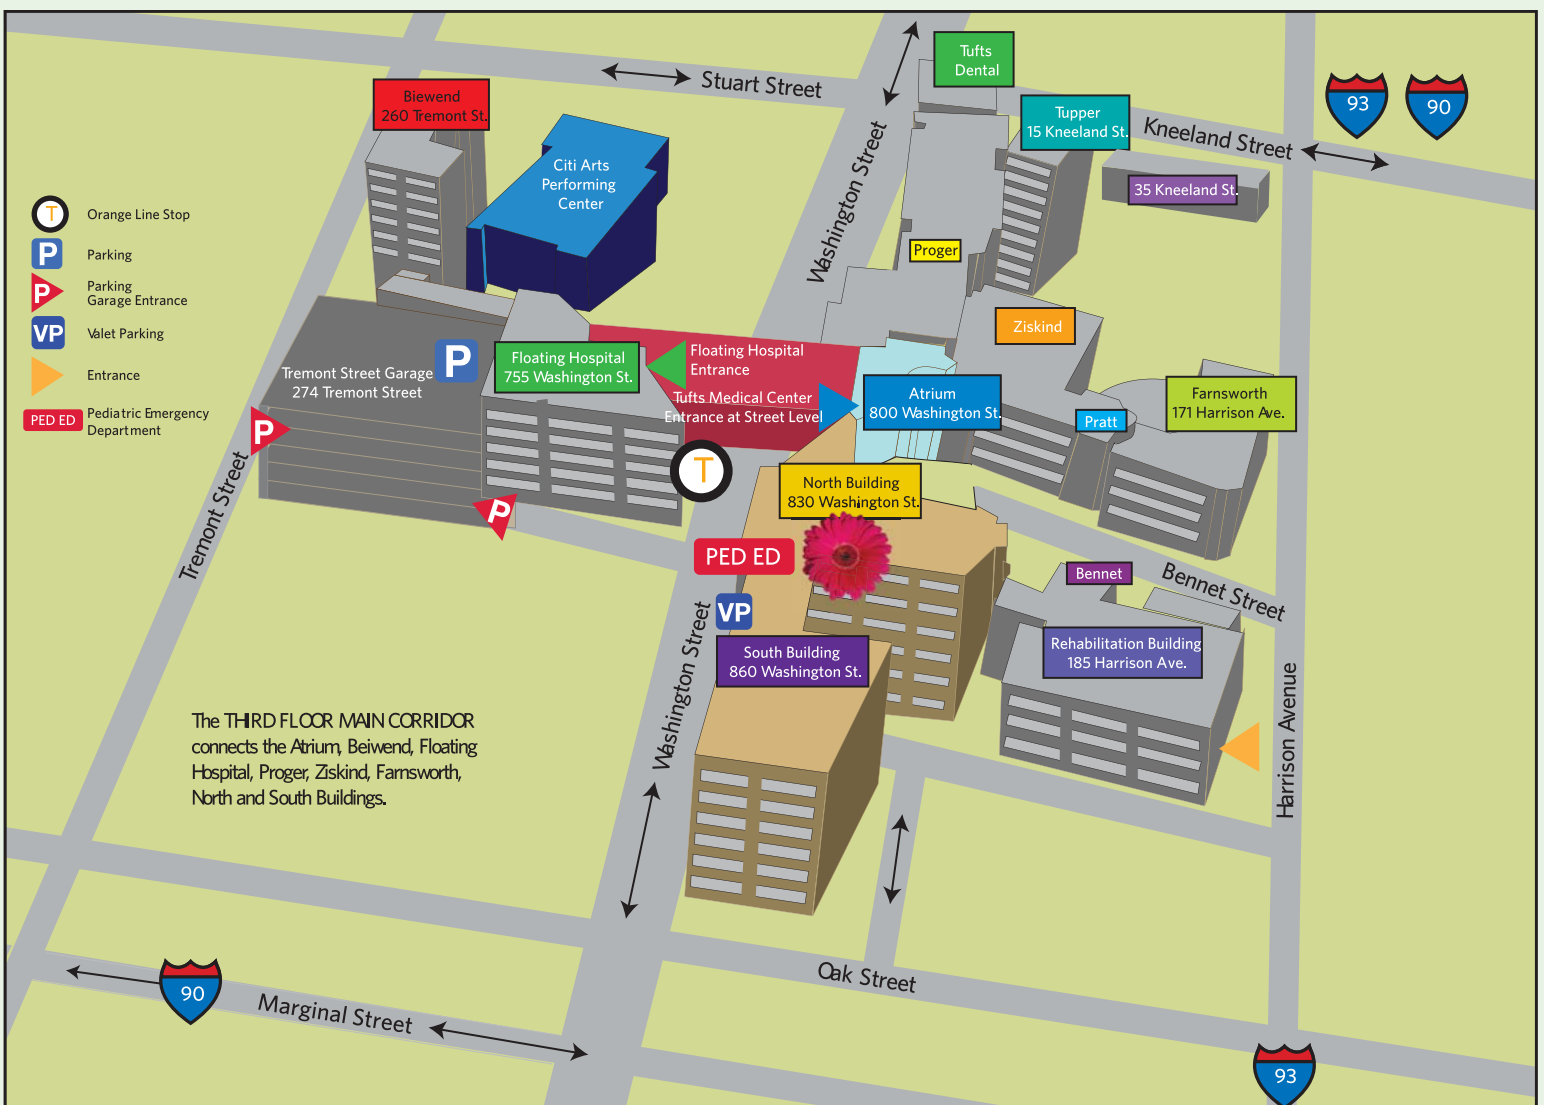 Tufts
Dental
Stuart Street
Biewend
260 Tremont St.
Tupper
15 Kneeland St.
Kneeland Street
93
90
Citi Arts
Performing
Center
Washington Street
35 Kneeland St.
T
Orange Line Stop
P
Parking
P
Parking
Garage Entrance
VP
Valet Parking
Entrance
PED ED
Pediatric Emergency
Department
Proger
Ziskind
P
Tremont Street Garage
274 Tremont Street
Floating Hospital
755 Washington St.
Floating Hospital
Entrance
Tufts Medical Center
Entrance at Street Level
Atrium
800 Washington St.
Pratt
Farnsworth
171 Harrison Ave.
P
T
North Building
830 Washington St.
P
Tremont Street
PED ED
VP
Bennet
Bennet Street
South Building
860 Washington St.
Rehabilitation Building
185 Harrison Ave.
Washington Street
Harrison Avenue
The THIRD FLOOR MAIN CORRIDOR
connects the Atrium, Beiwend, Floating
Hospital, Proger, Ziskind, Farnsworth,
North and South Buildings.
Oak Street
90
Marginal Street
93